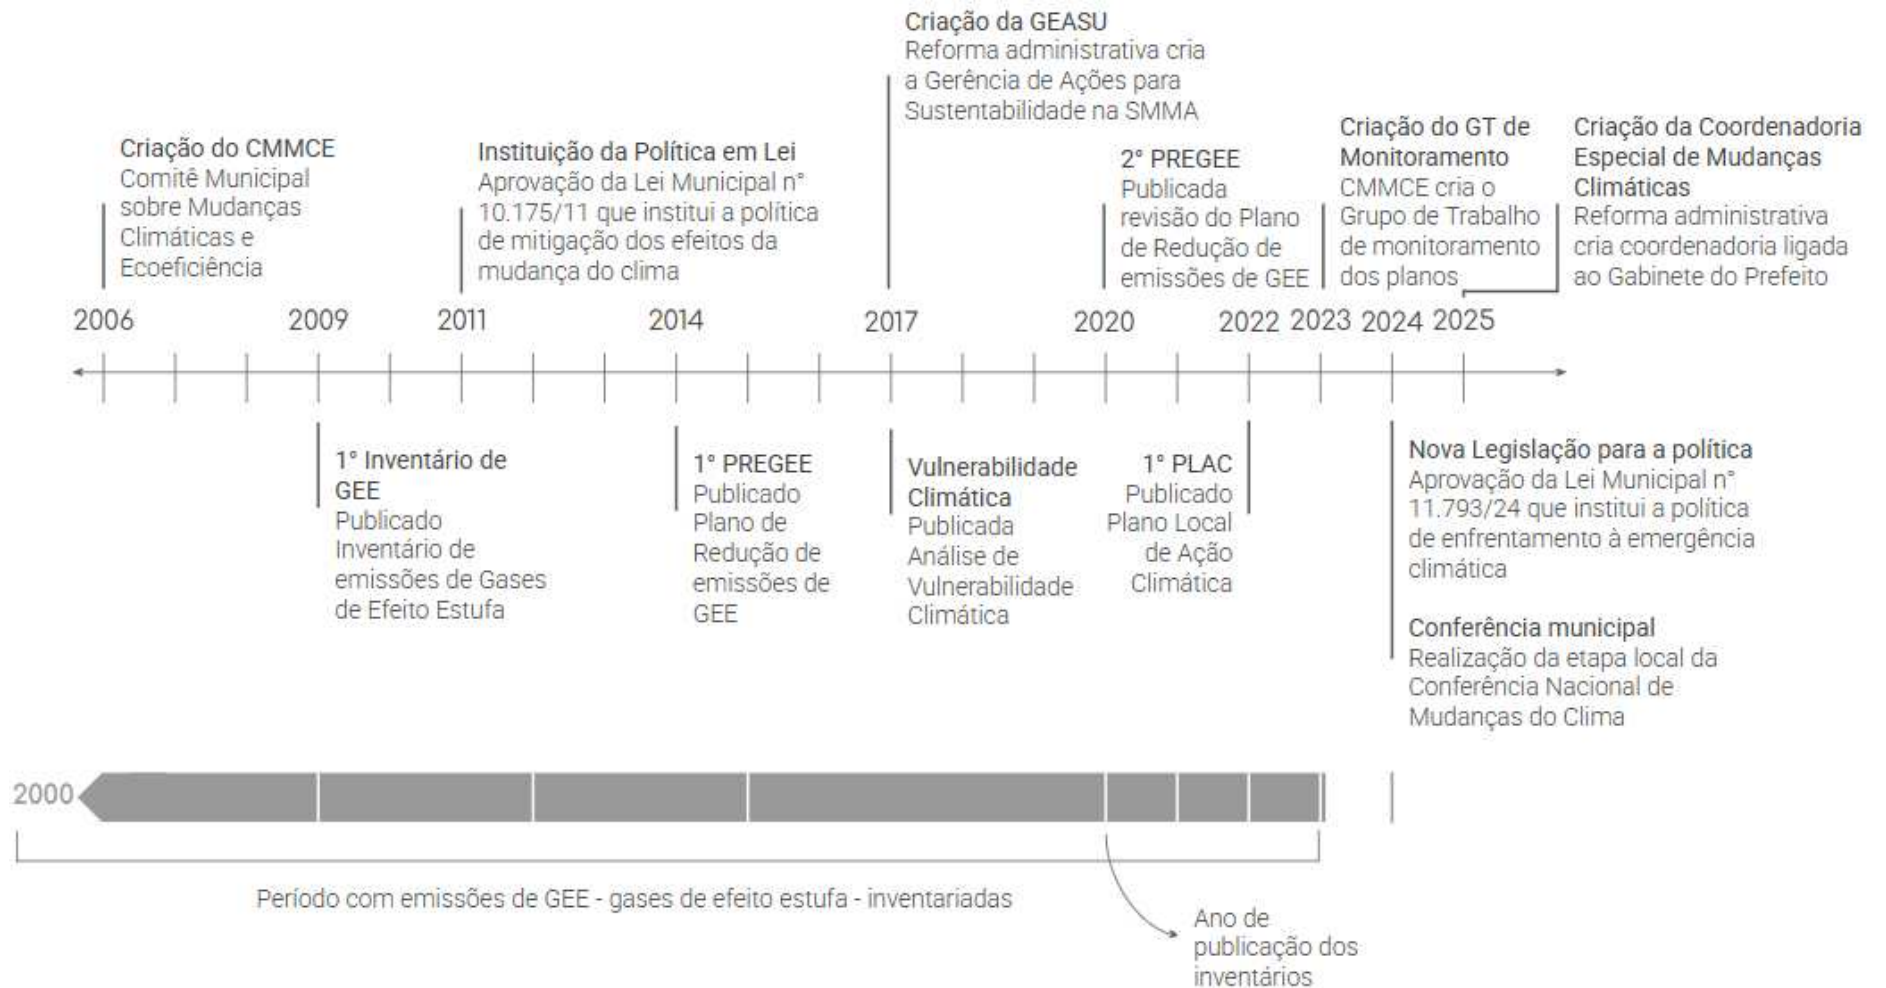 Criação da GEASU
Reforma administrativa cria
a Gerência de Ações para
Sustentabilidade na SMMA
Criação do CMMCE
Comitê Municipal
sobre Mudanças
Climáticas e
Ecoeficiência
Instituição da Política em Lei
Aprovação da Lei Municipal n°
10.175/11 que institui a política
de mitigação dos efeitos da
mudança do clima
2° PREGEE
Publicada
revisão do Plano
de Redução de
emissões de GEE
Criação do GT de
Monitoramento
CMMCE cria o
Grupo de Trabalho
de monitoramento
dos planos
Criação da Coordenadoria
Especial de Mudanças
Climáticas
Reforma administrativa
cria coordenadoria ligada
ao Gabinete do Prefeito
2006 2009 2011 2014 2017 2020 2022 2023 2024 2025
1° Inventário de
GEE
Publicado
Inventário de
emissões de Gases
de Efeito Estufa
1° PREGEE
Publicado
Plano de
Redução de
emissões de
GEE
Vulnerabilidade
Climática
Publicada
Análise de
Vulnerabilidade
Climática
1° PLAC
Publicado
Plano Local
de Ação
Climática
Nova Legislação para a política
Aprovação da Lei Municipal n°
11.793/24 que institui a política
de enfrentamento à emergência
climática
Conferência municipal
Realização da etapa local da
Conferência Nacional de
Mudanças do Clima
2000
Período com emissões de GEE - gases de efeito estufa - inventariadas
Ano de
publicação dos
inventários